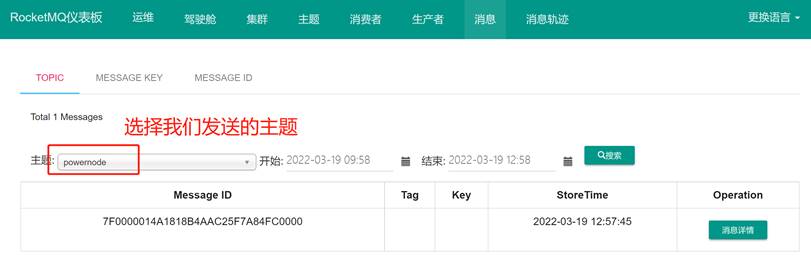 RocketMQ仪表板 运维 驾驶舱 集群 主题 消费者 生产者 消息 消息轨迹 更换语言
TOPIC MESSAGE KEY MESSAGE ID
Total 1 Messages
选择我们发送的主题
主题: powernode 开始: 2022-03-19 09:58 结束: 2022-03-19 12:58 搜索
Message ID Tag Key StoreTime Operation
7F0000014A1818B4AAC25F7A84FC0000 2022-03-19 12:57:45 消息详情